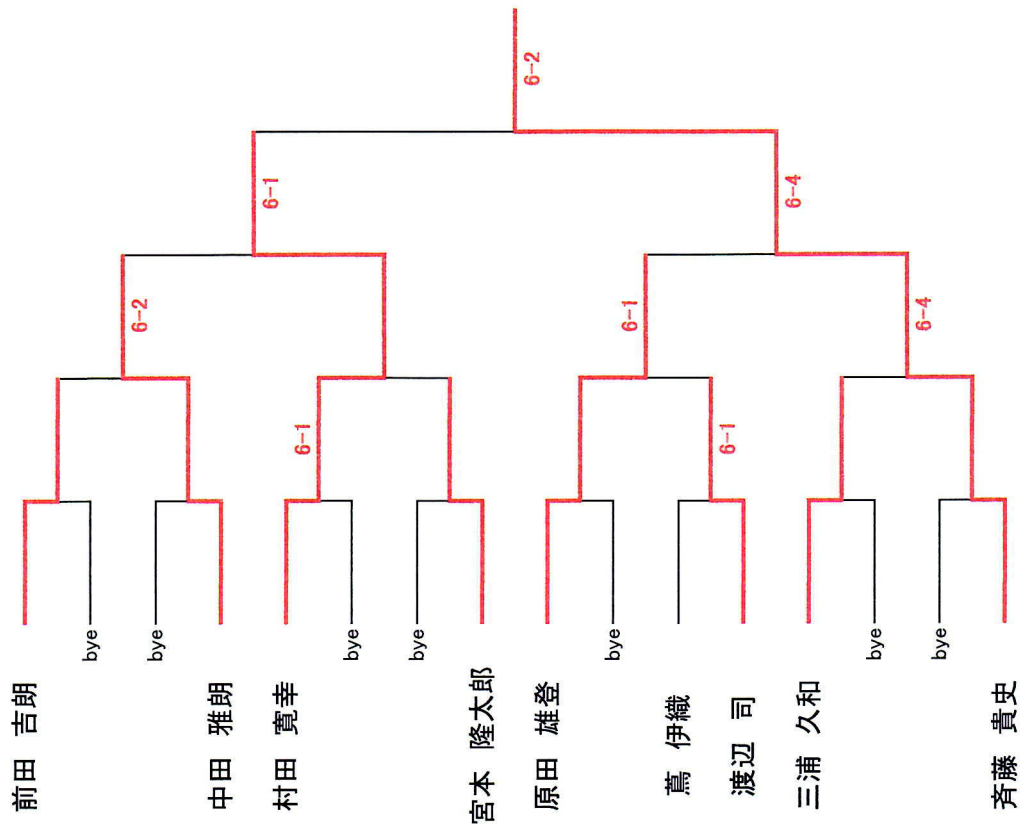 6-2
6-1
6-4
6-2
6-1
6-4
6-1
6-1
bye
bye
bye
bye
bye
bye
bye
前田 吉朗
中田 雅朗
村田 寛幸
宮本 隆太郎
原田 雄登
蔦 伊織
渡辺 司
三浦 久和
斉藤 貴史